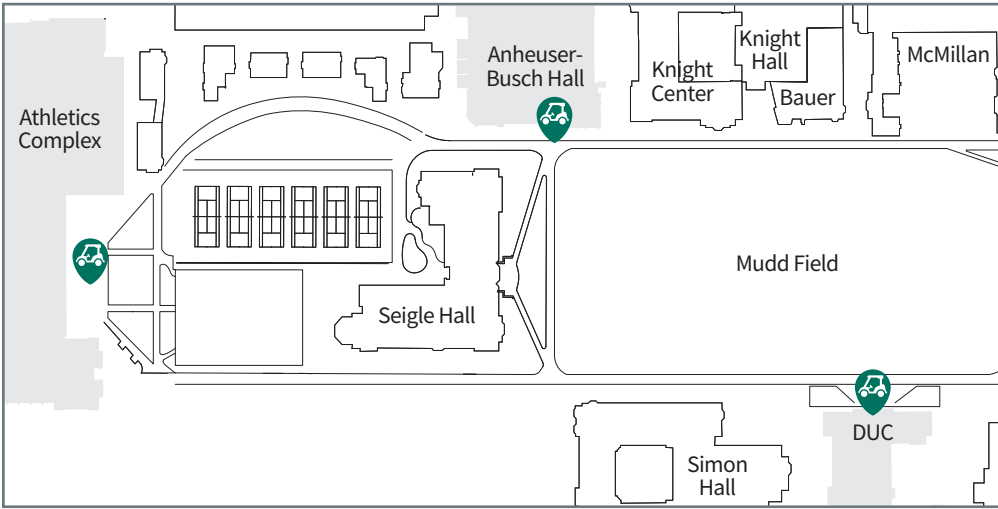 Athletics
Complex
Anheuser-
Busch Hall
Knight
Center
Knight
Hall
Bauer
McMillan
Mudd Field
Seigle Hall
DUC
Simon
Hall